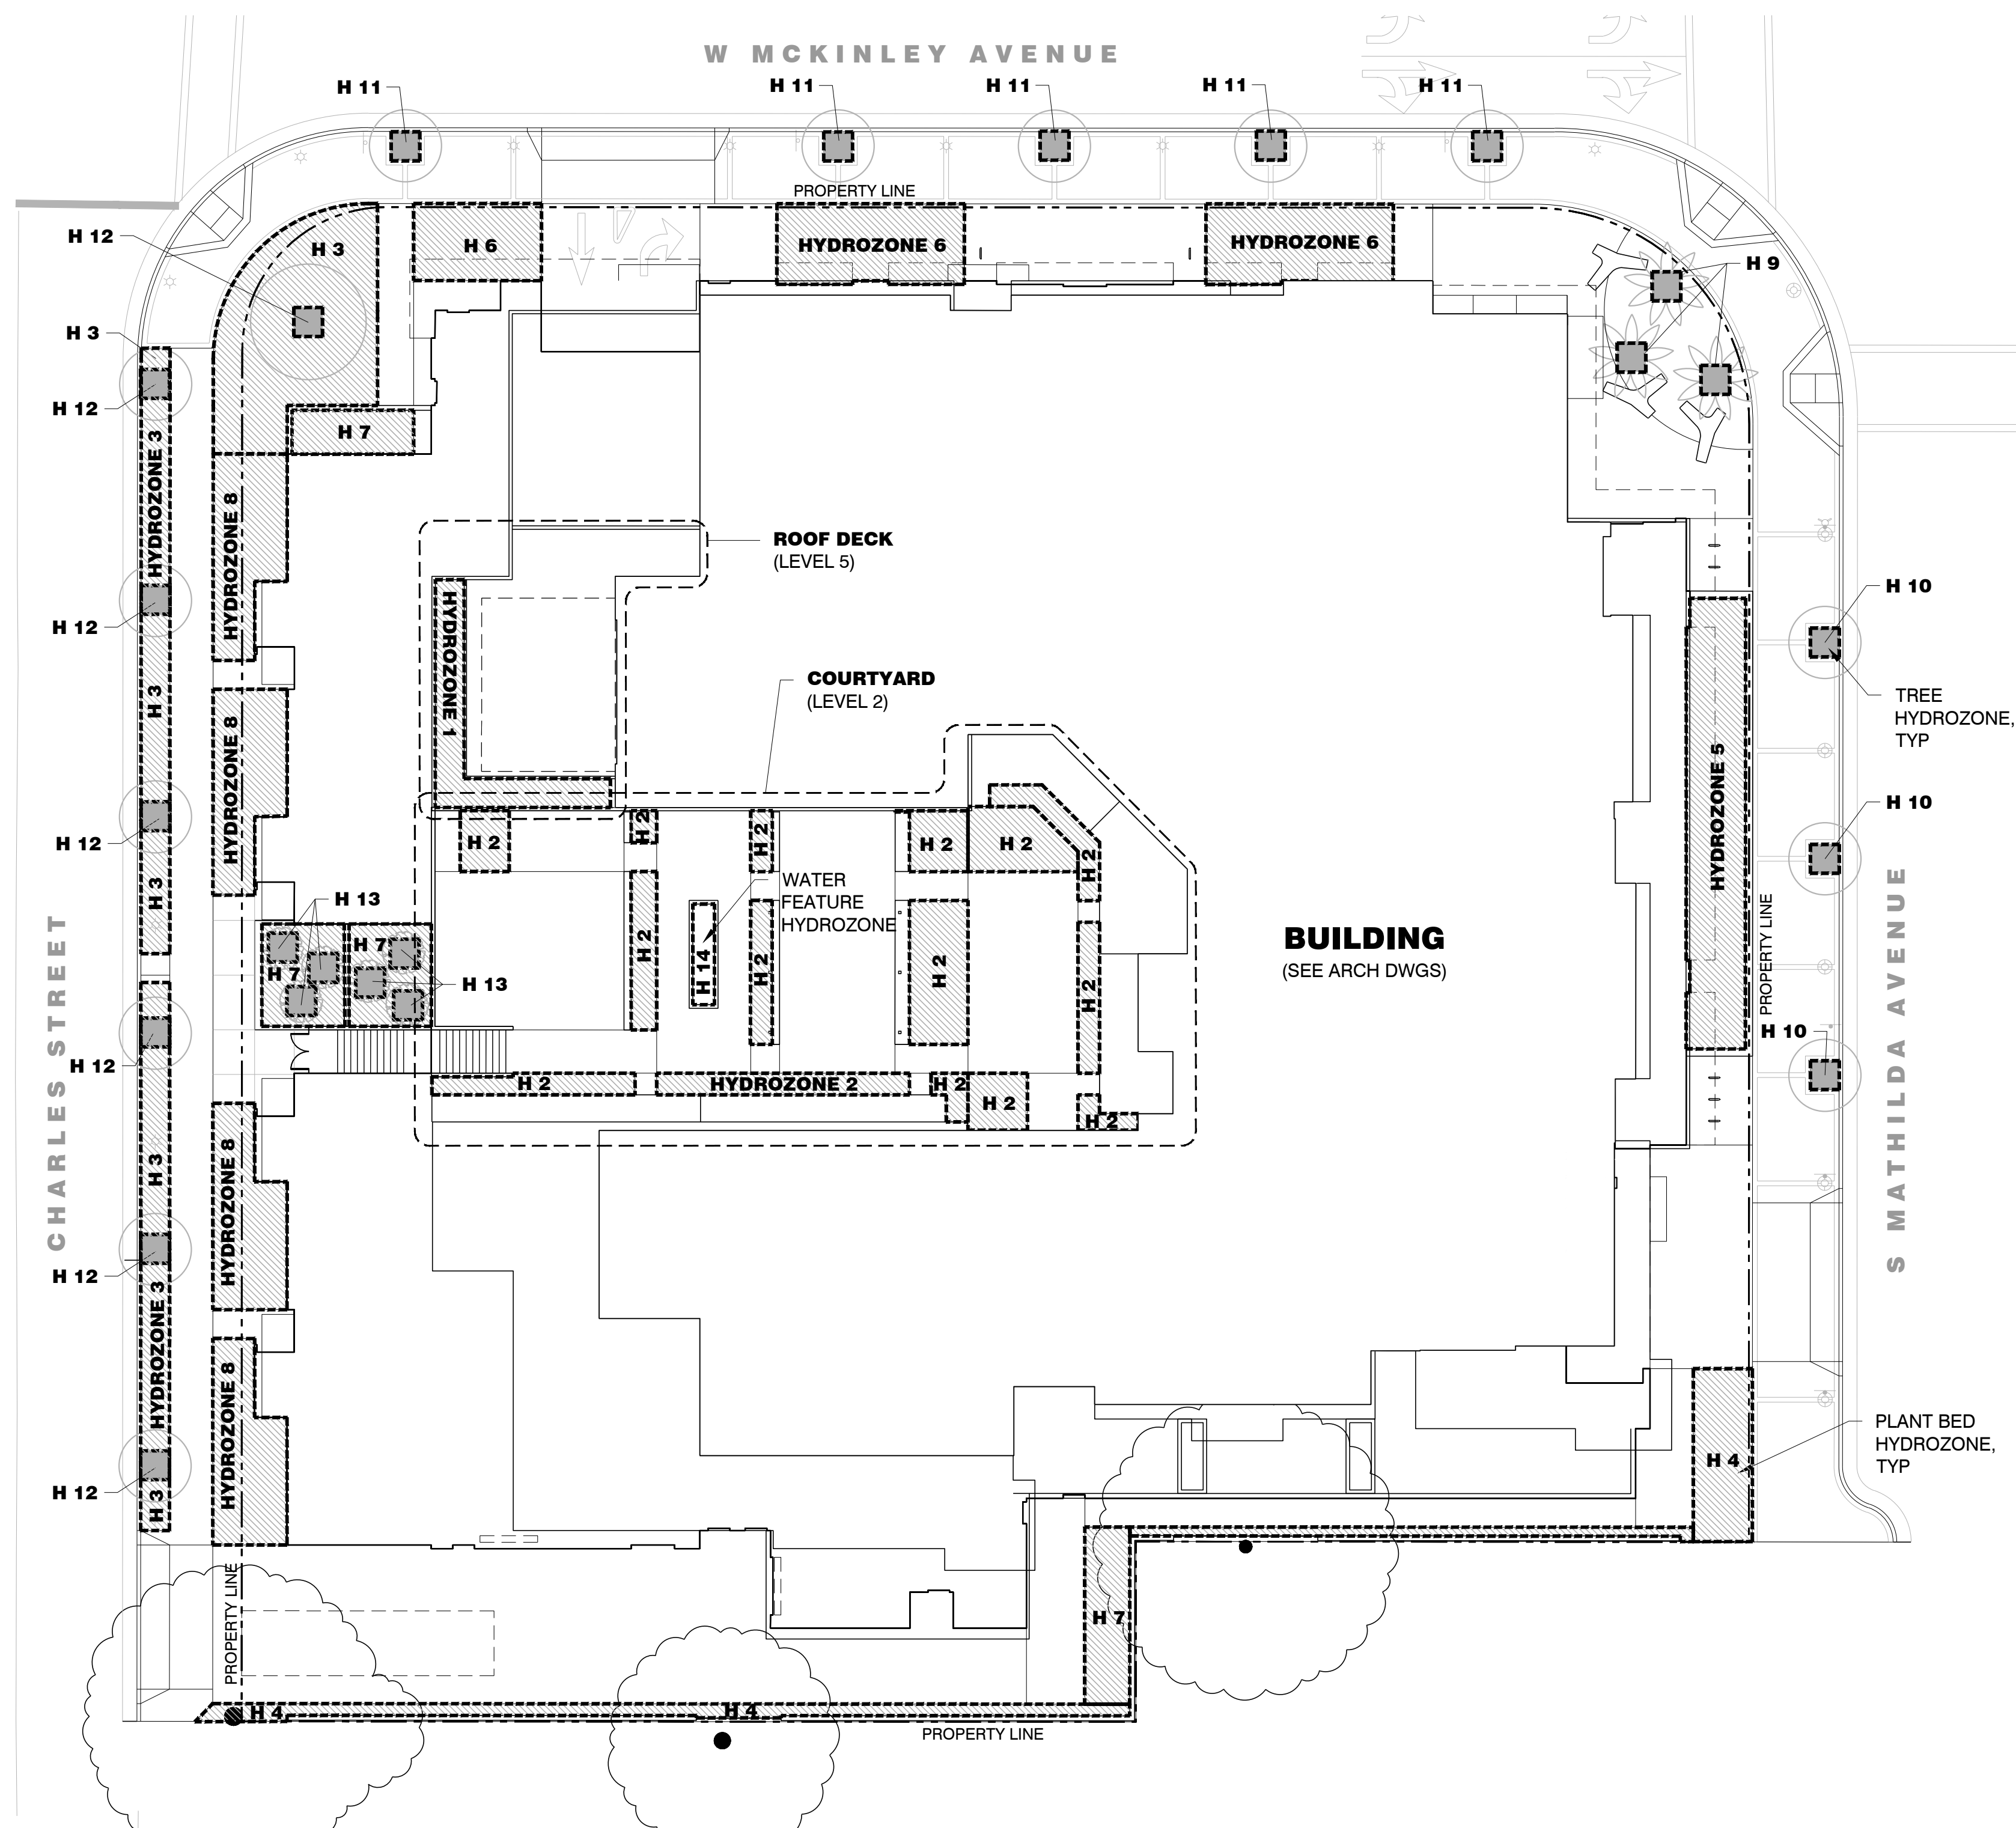 W MCKINLEY AVENUE
H 11
H 11
H 11
H 11
H 11
PROPERTY LINE
H 12
H 3
H 6
HYDROZONE 6
HYDROZONE 6
H 9
H 3
H 12
H 7
HYDROZONE 3
HYDROZONE 8
ROOF DECK
(LEVEL 5)
H 10
H 12
HYDROZONE 1
COURTYARD
(LEVEL 2)
TREE
HYDROZONE,
TYP
H 3
HYDROZONE 8
HYDROZONE 5
H 10
H 12
H 2
H 2
H 2
H 2
H 2
H 2
H 3
WATER
FEATURE
HYDROZONE
H 13
H 7
H 7
H 13
H 2
H 14
H 2
H 2
H 2
BUILDING
(SEE ARCH DWGS)
PROPERTY LINE
CHARLES STREET
S MATHILDA AVENUE
H 10
H 12
H 2
HYDROZONE 2
H 2
H 2
H 2
H 3
HYDROZONE 8
H 12
HYDROZONE 3
HYDROZONE 8
PLANT BED
HYDROZONE,
TYP
H 4
H 12
H 3
PROPERTY LINE
H 7
H 4
H 4
PROPERTY LINE